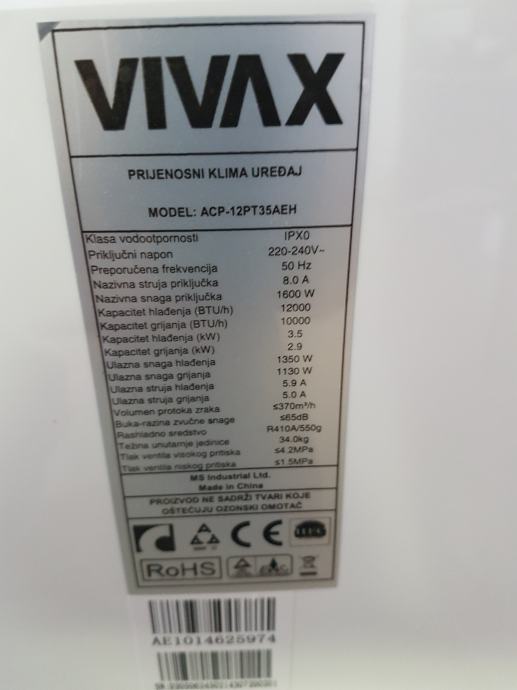 VIVAX
PRIJENOSNI KLIMA UREĐAJ
MODEL: ACP-12PT35AEH
Klasa vodootpornosti IPX0
Priključni napon 220-240V~
Preporučena frekvencija 50 Hz
Nazivna struja priključka 8.0 A
Nazivna snaga priključka 1600 W
Kapacitet hlađenja (BTU/h) 12000
Kapacitet grijanja (BTU/h) 10000
Kapacitet hlađenja (kW) 3.5
Kapacitet grijanja (kW) 2.9
Ulazna snaga hlađenja 1350 W
Ulazna snaga grijanja 1130 W
Ulazna struja hlađenja 5.9 A
Ulazna struja grijanja 5.0 A
Volumen protoka zraka ≤370m³/h
Buka-razina zvučne snage ≤65dB
Rashladno sredstvo R410A/550g
Težina unutarnje jedinice 34.0kg
Tlak ventila visokog pritiska ≤4.2MPa
Tlak ventila niskog pritiska ≤1.5MPa
MS Industrial Ltd.
Made in China
PROIZVOD NE SADRŽI TVARI KOJE
OŠTEĆUJU OZONSKI OMOTAČ
CE
RoHS
AE1014625974